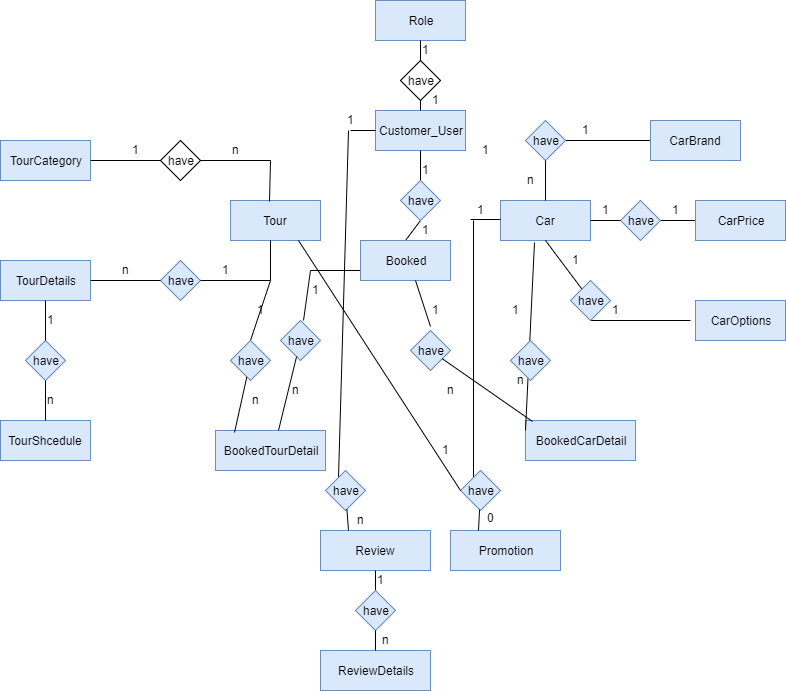 Role
1
have
1
1
Customer_User
1
CarBrand
have
TourCategory
1
have
n
1
1
n
have
Tour
1
Car
1
have
1
CarPrice
1
Booked
1
TourDetails
n
have
1
1
have
1
CarOptions
1
1
1
1
have
have
have
have
have
n
TourShcedule
n
n
n
n
BookedTourDetail
BookedCarDetail
1
have
have
n
0
Review
Promotion
1
have
n
ReviewDetails